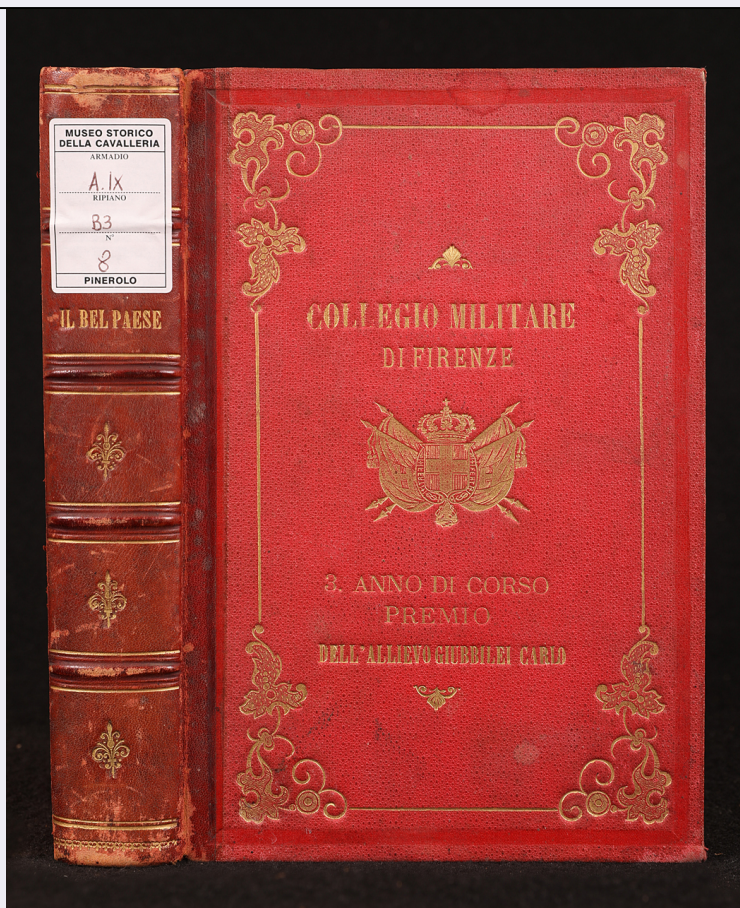 MUSEO STORICO
DELLA CAVALLERIA
ARMADIO
A.IX
RIPIANO
B3
N°
8
PINEROLO
IL BEL PAESE
COLLEGIO MILITARE
DI FIRENZE
3. ANNO DI CORSO
PREMIO
DELL'ALLIEVO GIUBBILEI CARLO